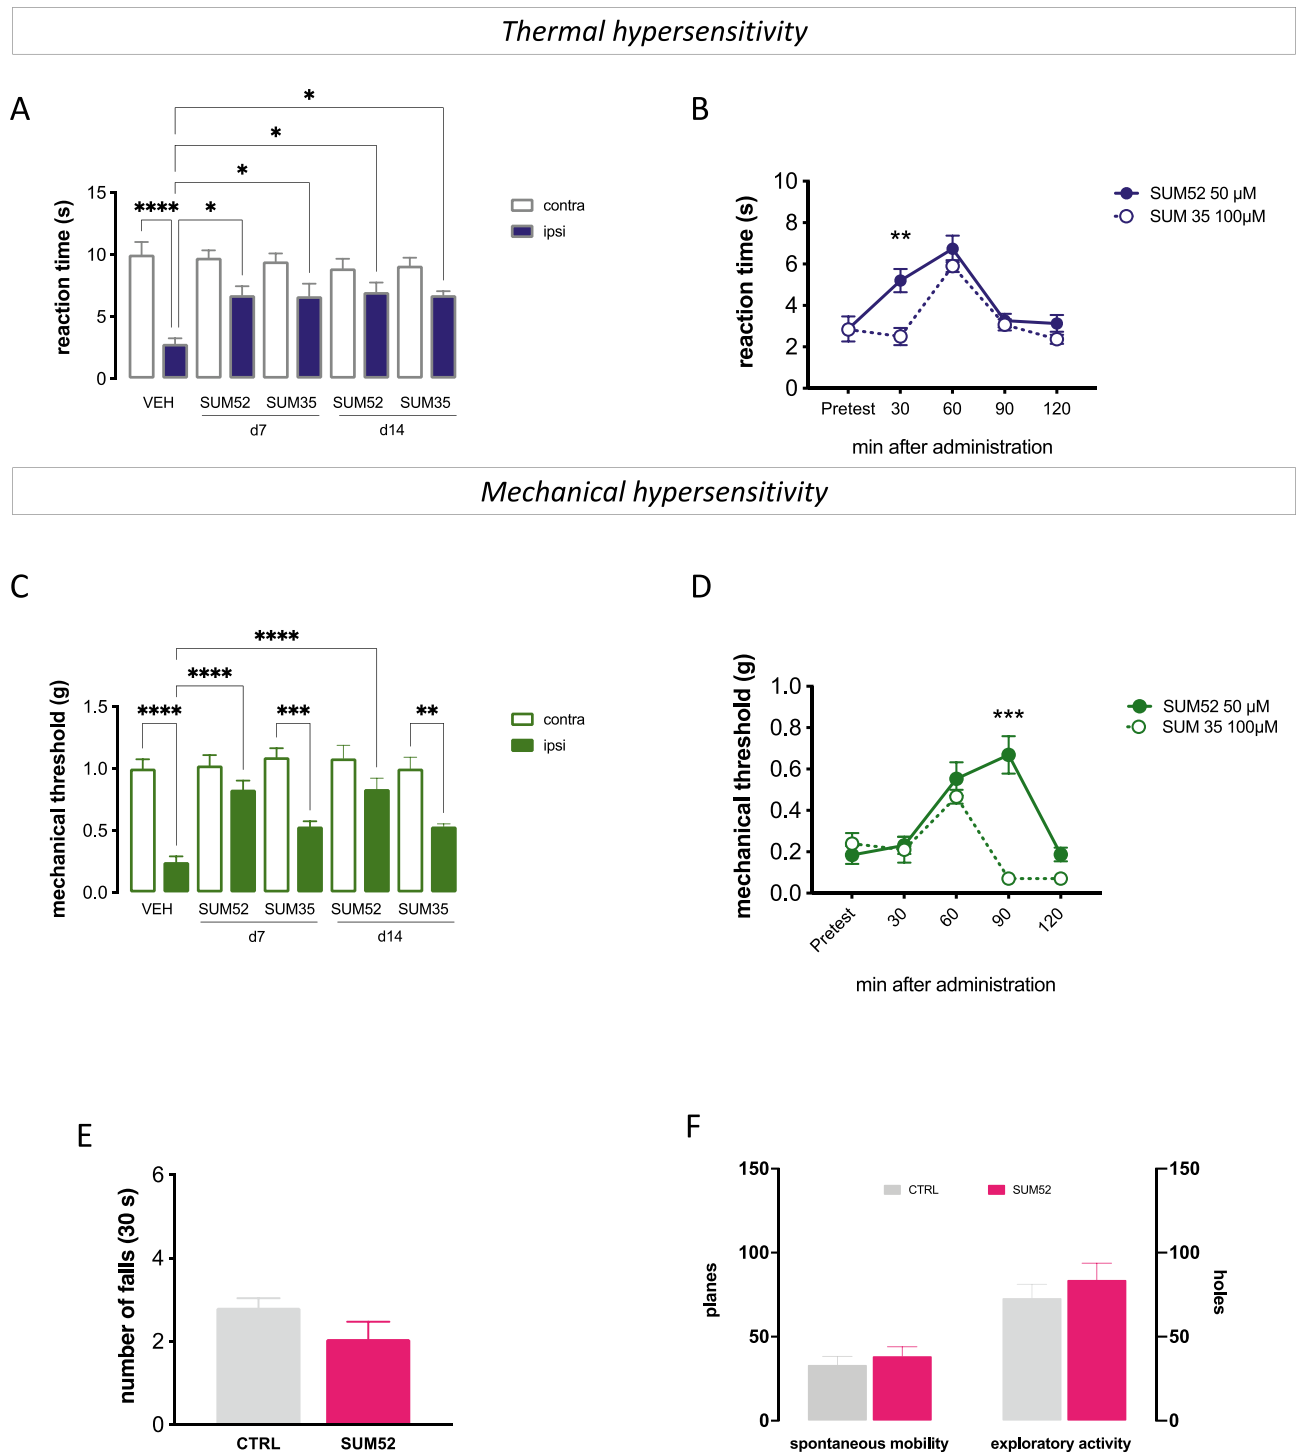 Thermal hypersensitivity
A
*
*
*
**** *
reaction time (s)
15
10
5
0
contra
ipsi
VEH SUM52 SUM35 SUM52 SUM35
d7 d14
B
reaction time (s)
10
8
6
4
2
0
**
SUM52 50 µM
SUM 35 100µM
Pretest 30 60 90 120
min after administration
Mechanical hypersensitivity
C
****
****
**** *** **
mechanical threshold (g)
1.5
1.0
0.5
0.0
contra
ipsi
VEH SUM52 SUM35 SUM52 SUM35
d7 d14
D
mechanical threshold (g)
1.0
0.8
0.6
0.4
0.2
0.0
***
SUM52 50 µM
SUM 35 100µM
Pretest 30 60 90 120
min after administration
E
number of falls (30 s)
6
4
2
0
CTRL SUM52
F
planes
150
100
50
0
CTRL SUM52
150
100
50
0
holes
spontaneous mobility exploratory activity